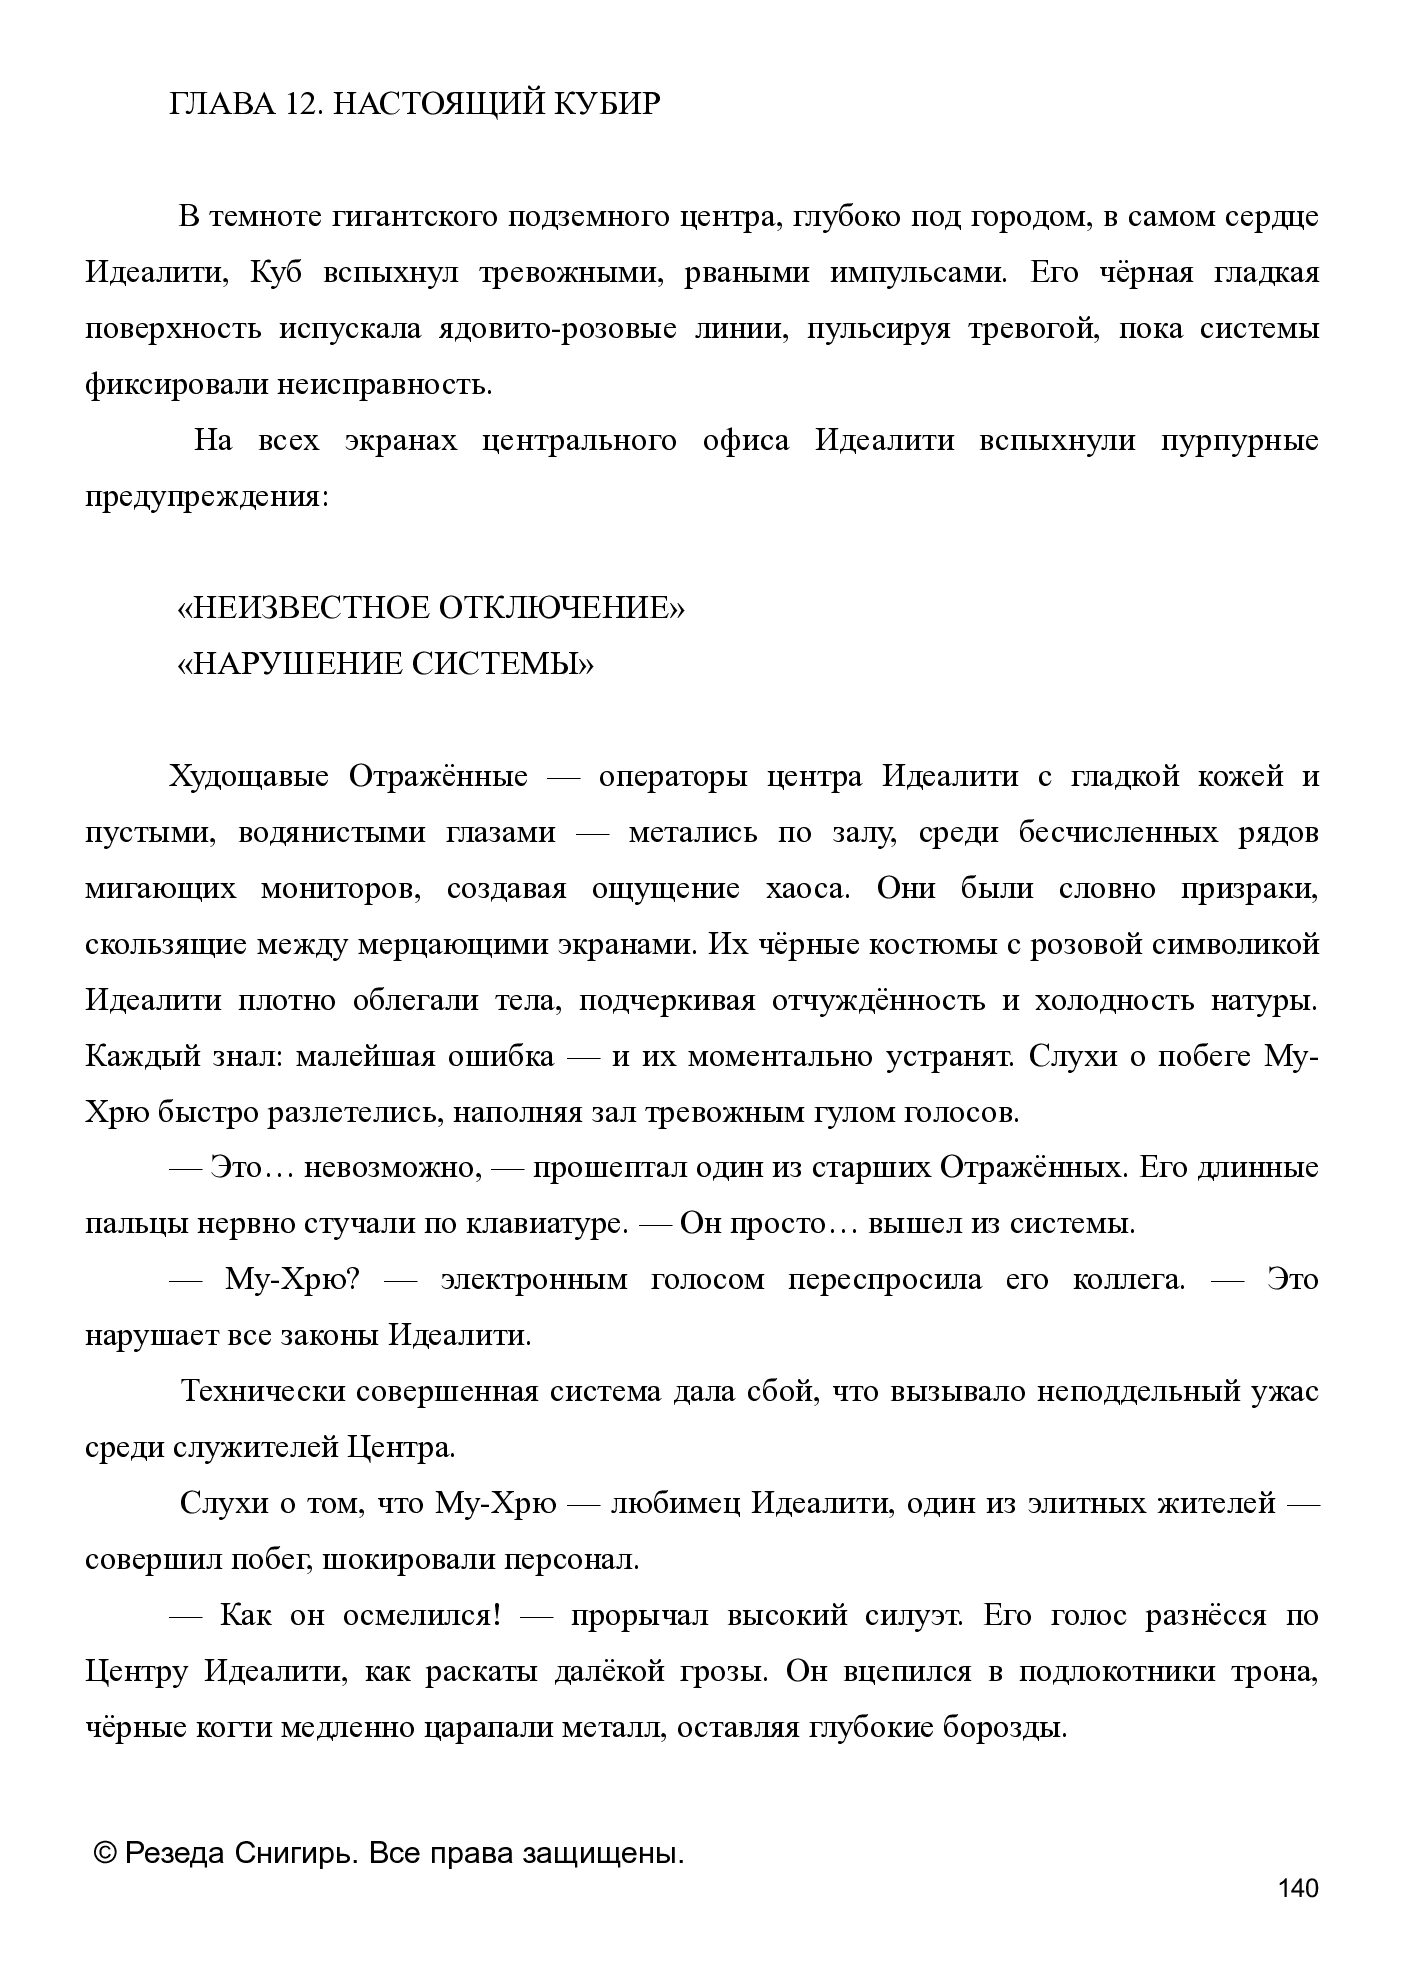 ГЛАВА 12. НАСТОЯЩИЙ КУБИР
В темноте гигантского подземного центра, глубоко под городом, в самом сердце
Идеалити, Куб вспыхнул тревожными, рваными импульсами. Его чёрная гладкая
поверхность испускала ядовито-розовые линии, пульсируя тревогой, пока системы
фиксировали неисправность.
На всех экранах центрального офиса Идеалити вспыхнули пурпурные
предупреждения:
«НЕИЗВЕСТНОЕ ОТКЛЮЧЕНИЕ»
«НАРУШЕНИЕ СИСТЕМЫ»
Худощавые Отражённые — операторы центра Идеалити с гладкой кожей и
пустыми, водянистыми глазами — метались по залу, среди бесчисленных рядов
мигающих мониторов, создавая ощущение хаоса. Они были словно призраки,
скользящие между мерцающими экранами. Их чёрные костюмы с розовой символикой
Идеалити плотно облегали тела, подчеркивая отчуждённость и холодность натуры.
Каждый знал: малейшая ошибка — и их моментально устранят. Слухи о побеге Му-
Хрю быстро разлетелись, наполняя зал тревожным гулом голосов.
— Это… невозможно, — прошептал один из старших Отражённых. Его длинные
пальцы нервно стучали по клавиатуре. — Он просто… вышел из системы.
— Му-Хрю? — электронным голосом переспросила его коллега. — Это
нарушает все законы Идеалити.
Технически совершенная система дала сбой, что вызывало неподдельный ужас
среди служителей Центра.
Слухи о том, что Му-Хрю — любимец Идеалити, один из элитных жителей —
совершил побег, шокировали персонал.
— Как он осмелился! — прорычал высокий силуэт. Его голос разнёсся по
Центру Идеалити, как раскаты далёкой грозы. Он вцепился в подлокотники трона,
чёрные когти медленно царапали металл, оставляя глубокие борозды.
© Резеда Снигирь. Все права защищены.
140